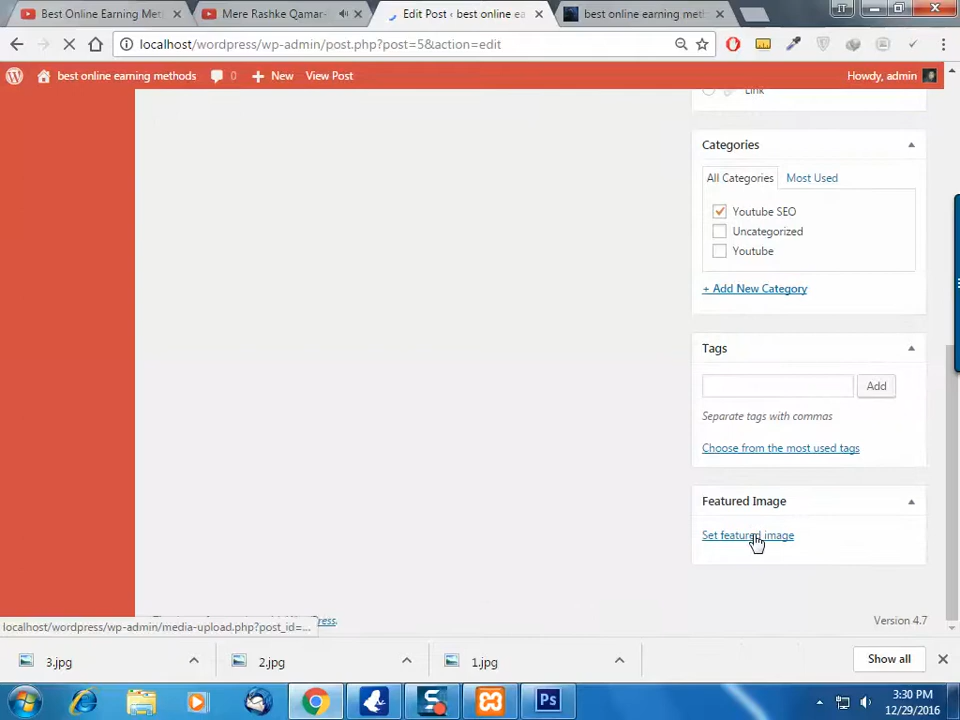 Best Online Earning Met
Mere Rashke Qamar-
Edit Post ‹ best online ea
best online earning meth
localhost/wordpress/wp-admin/post.php?post=5&action=edit
best online earning methods 0 New View Post Howdy, admin
Link
Categories
All Categories Most Used
Youtube SEO
Uncategorized
Youtube
+ Add New Category
Tags
Add
Separate tags with commas
Choose from the most used tags
Featured Image
Set featured image
localhost/wordpress/wp-admin/media-upload.php?post_id=...
Version 4.7
3.jpg 2.jpg 1.jpg Show all
3:30 PM
12/29/2016